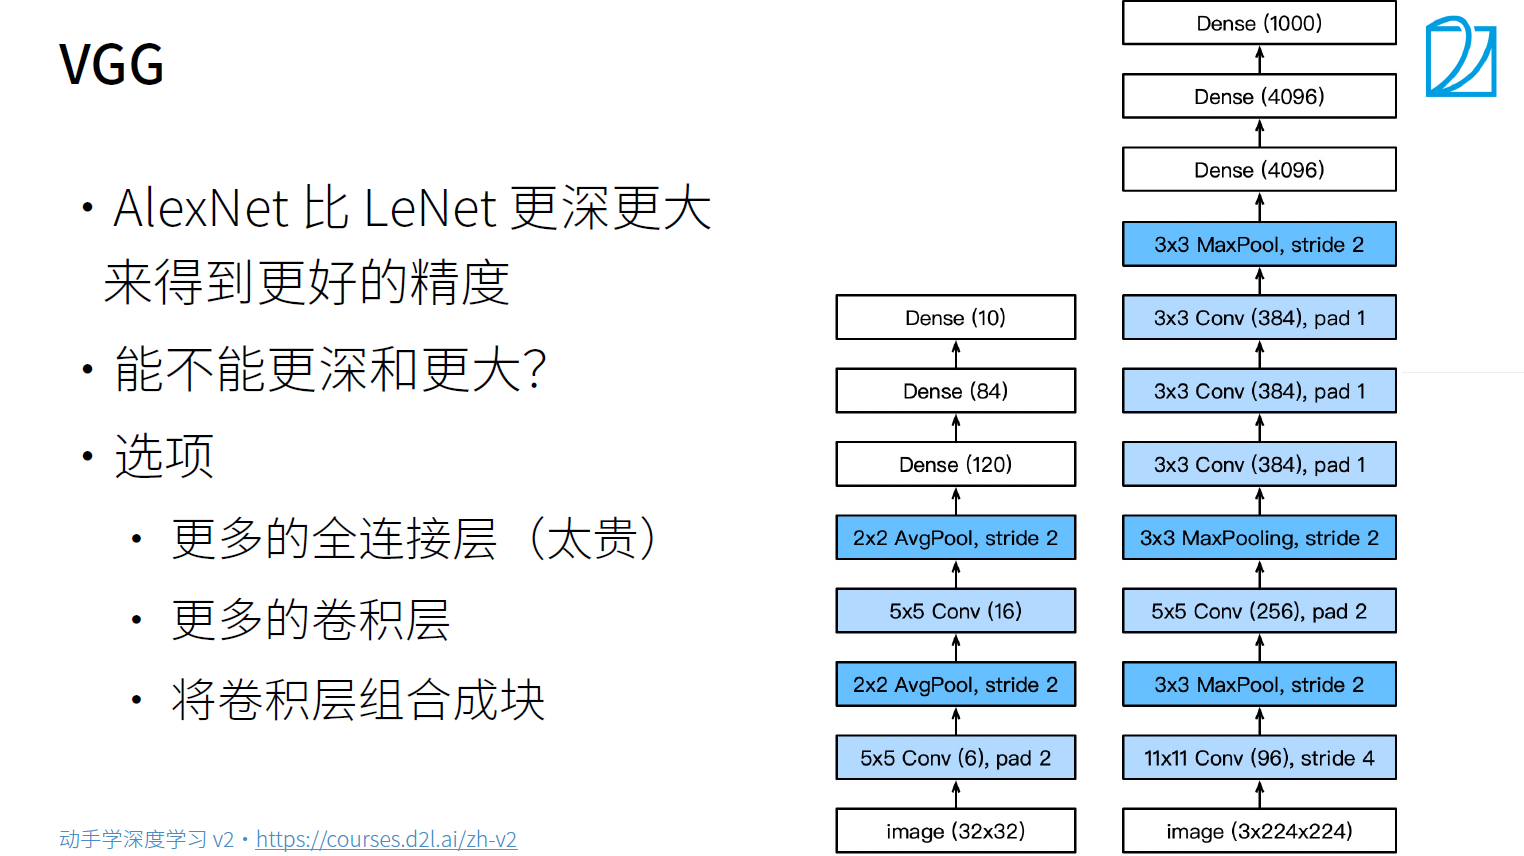 VGG
• AlexNet 比 LeNet 更深更大
来得到更好的精度
• 能不能更深和更大?
• 选项
• 更多的全连接层（太贵）
• 更多的卷积层
• 将卷积层组合成块
动手学深度学习 v2 • https://courses.d2l.ai/zh-v2
Dense (10)
Dense (84)
Dense (120)
2x2 AvgPool, stride 2
5x5 Conv (16)
2x2 AvgPool, stride 2
5x5 Conv (6), pad 2
image (32x32)
Dense (1000)
Dense (4096)
Dense (4096)
3x3 MaxPool, stride 2
3x3 Conv (384), pad 1
3x3 Conv (384), pad 1
3x3 Conv (384), pad 1
3x3 MaxPooling, stride 2
5x5 Conv (256), pad 2
3x3 MaxPool, stride 2
11x11 Conv (96), stride 4
image (3x224x224)